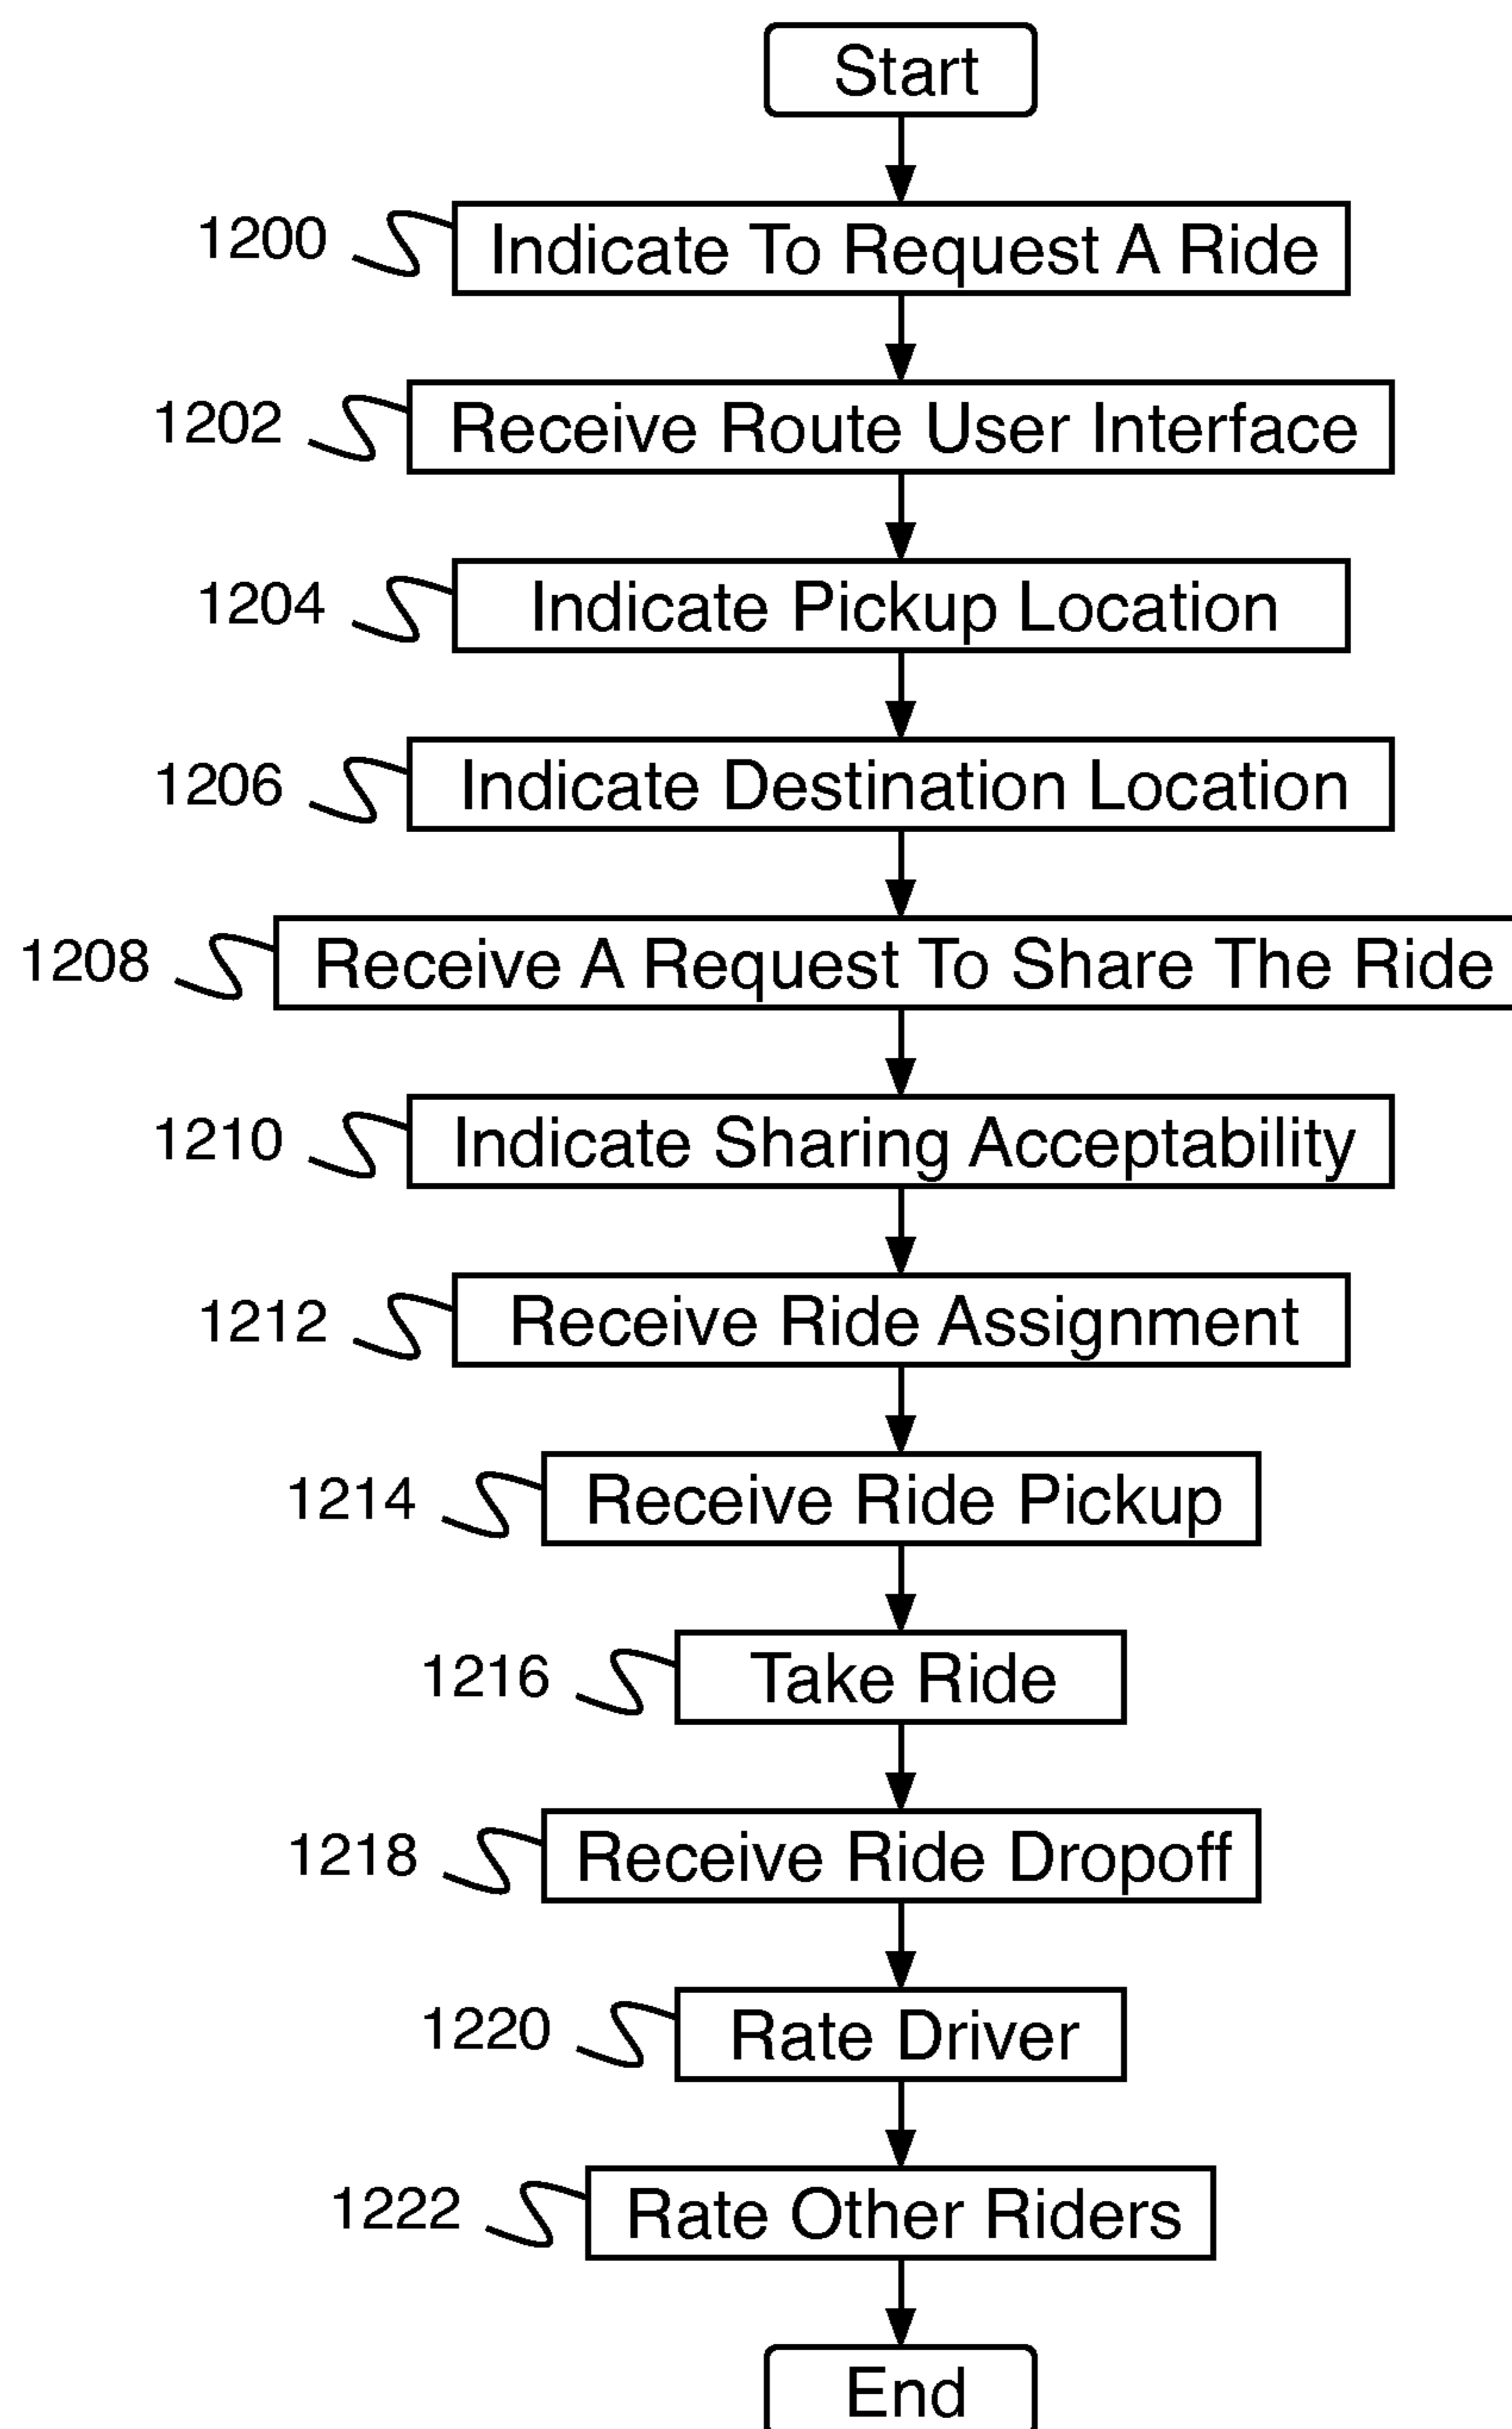 Start
1200 Indicate To Request A Ride
1202 Receive Route User Interface
1204 Indicate Pickup Location
1206 Indicate Destination Location
1208 Receive A Request To Share The Ride
1210 Indicate Sharing Acceptability
1212 Receive Ride Assignment
1214 Receive Ride Pickup
1216 Take Ride
1218 Receive Ride Dropoff
1220 Rate Driver
1222 Rate Other Riders
End